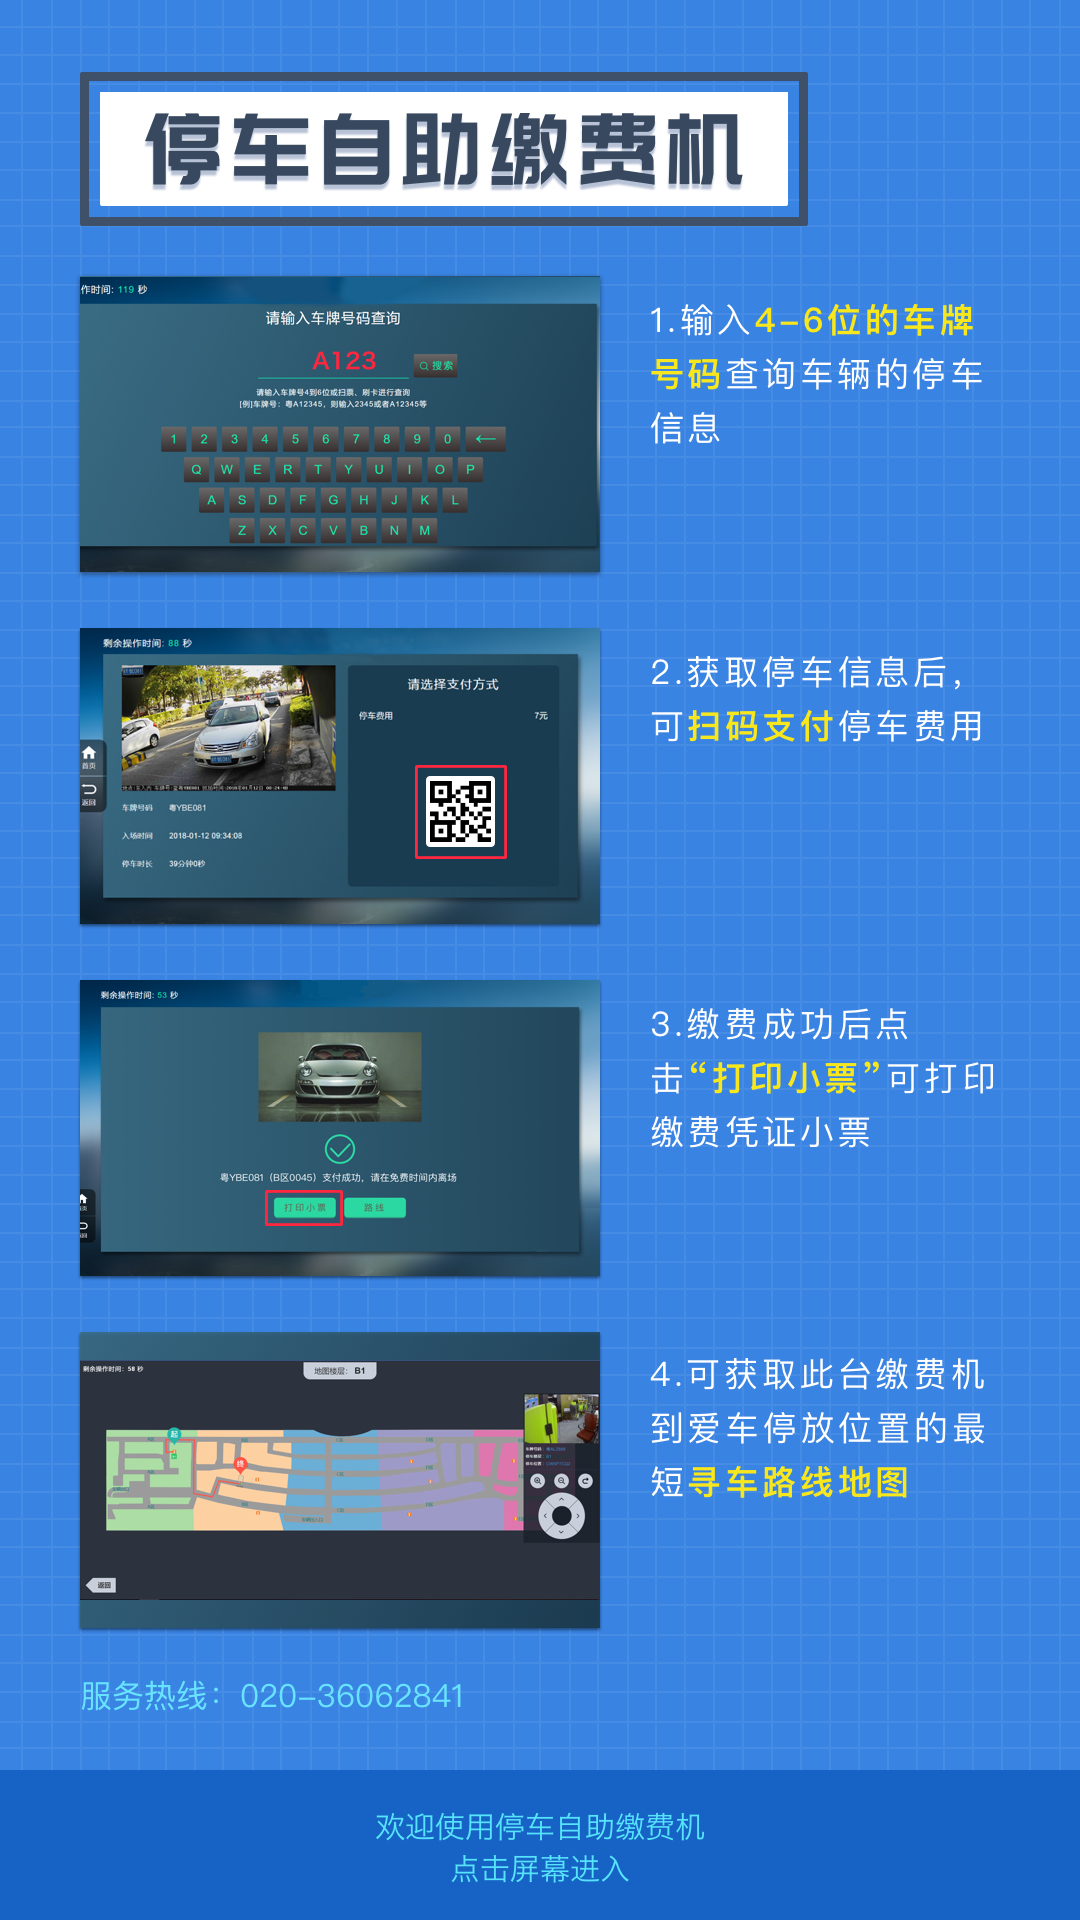 停车自助缴费机
作时间: 119 秒
请输入车牌号码查询
A123
搜索
请输入车牌号4到6位或扫票、刷卡进行查询
[例]车牌号：粤A12345，则输入2345或者A12345等
1 2 3 4 5 6 7 8 9 0
Q W E R T Y U I O P
A S D F G H J K L
Z X C V B N M
1.输入4-6位的车牌
号码查询车辆的停车
信息
剩余操作时间: 88 秒
首页
返回
请选择支付方式
停车费用 7元
车牌号码 粤YBE081
入场时间 2018-01-12 09:34:08
停车时长 39分钟0秒
2.获取停车信息后，
可扫码支付停车费用
剩余操作时间: 53 秒
粤YBE081（B区0045）支付成功，请在免费时间内离场
打印小票
路线
3.缴费成功后点
击“打印小票”可打印
缴费凭证小票
剩余操作时间：58 秒
地图楼层： B1
起
终
返回
4.可获取此台缴费机
到爱车停放位置的最
短寻车路线地图
服务热线：020-36062841
欢迎使用停车自助缴费机
点击屏幕进入